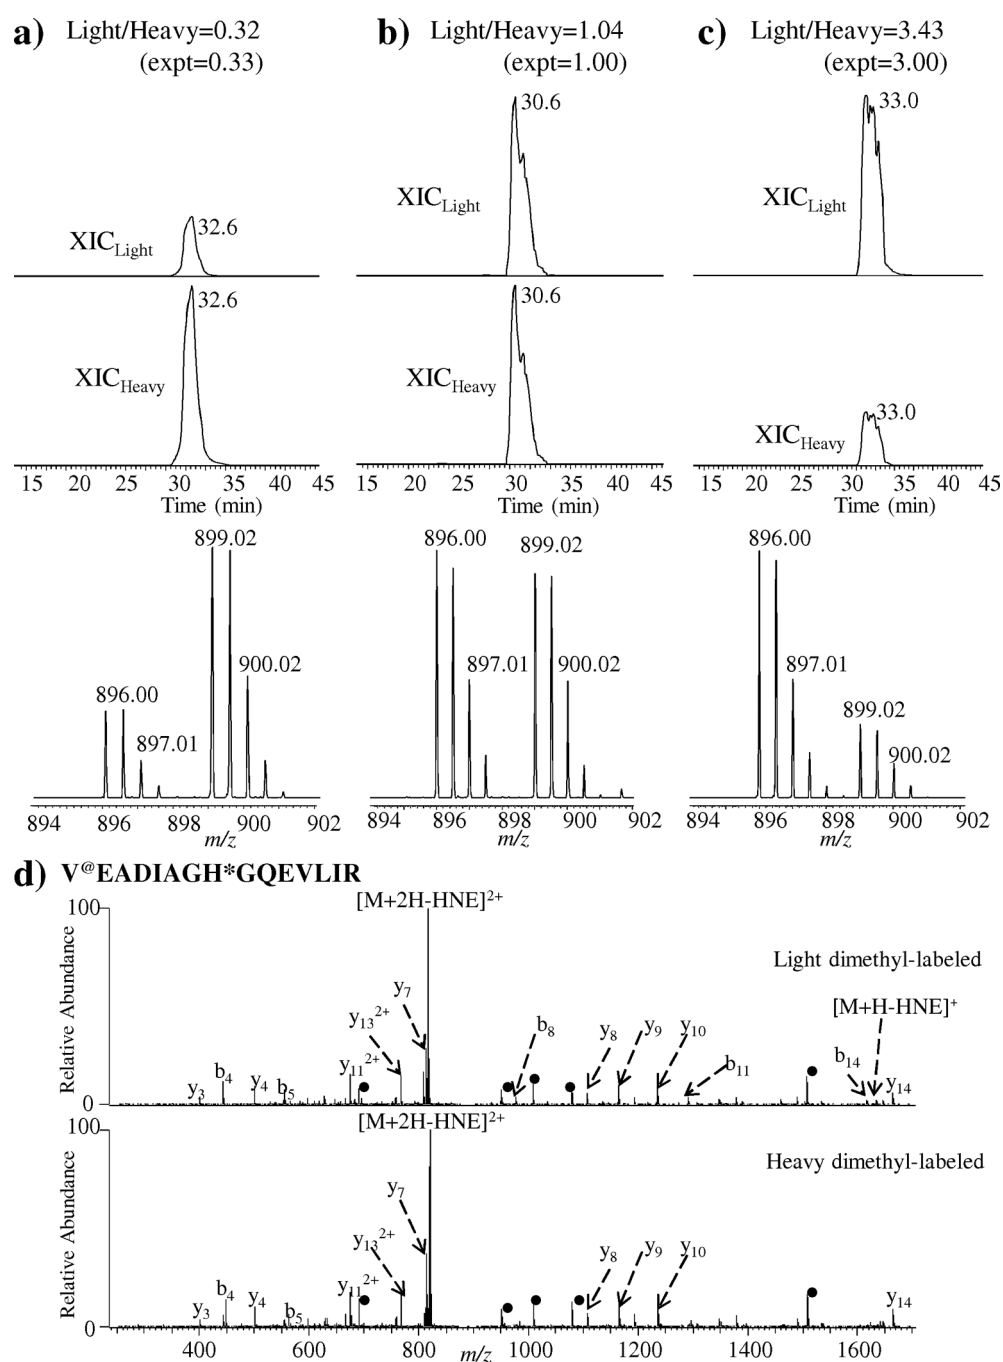 a) Light/Heavy=0.32
(expt=0.33)
b) Light/Heavy=1.04
(expt=1.00)
c) Light/Heavy=3.43
(expt=3.00)
30.6
33.0
XICLight
32.6
XICLight
XICLight
32.6
30.6
XICHeavy
XICHeavy
33.0
XICHeavy
15 20 25 30 35 40 45
Time (min)
15 20 25 30 35 40 45
Time (min)
15 20 25 30 35 40 45
Time (min)
899.02
896.00
897.01
900.02
894 896 898 900 902
m/z
896.00
899.02
897.01
900.02
894 896 898 900 902
m/z
896.00
897.01
899.02
900.02
894 896 898 900 902
m/z
d) V@EADIAGH*GQEVLIR
[M+2H-HNE]2+
100
Relative Abundance
0
Light dimethyl-labeled
[M+H-HNE]+
y3 b4 y4 b5 y11 2+ y13 2+ y7 b8 y8 y9 y10 b11 b14 y14
[M+2H-HNE]2+
100
Relative Abundance
0
Heavy dimethyl-labeled
y3 b4 y4 b5 y11 2+ y13 2+ y7 y8 y9 y10 y14
400 600 800 1000 1200 1400 1600
m/z